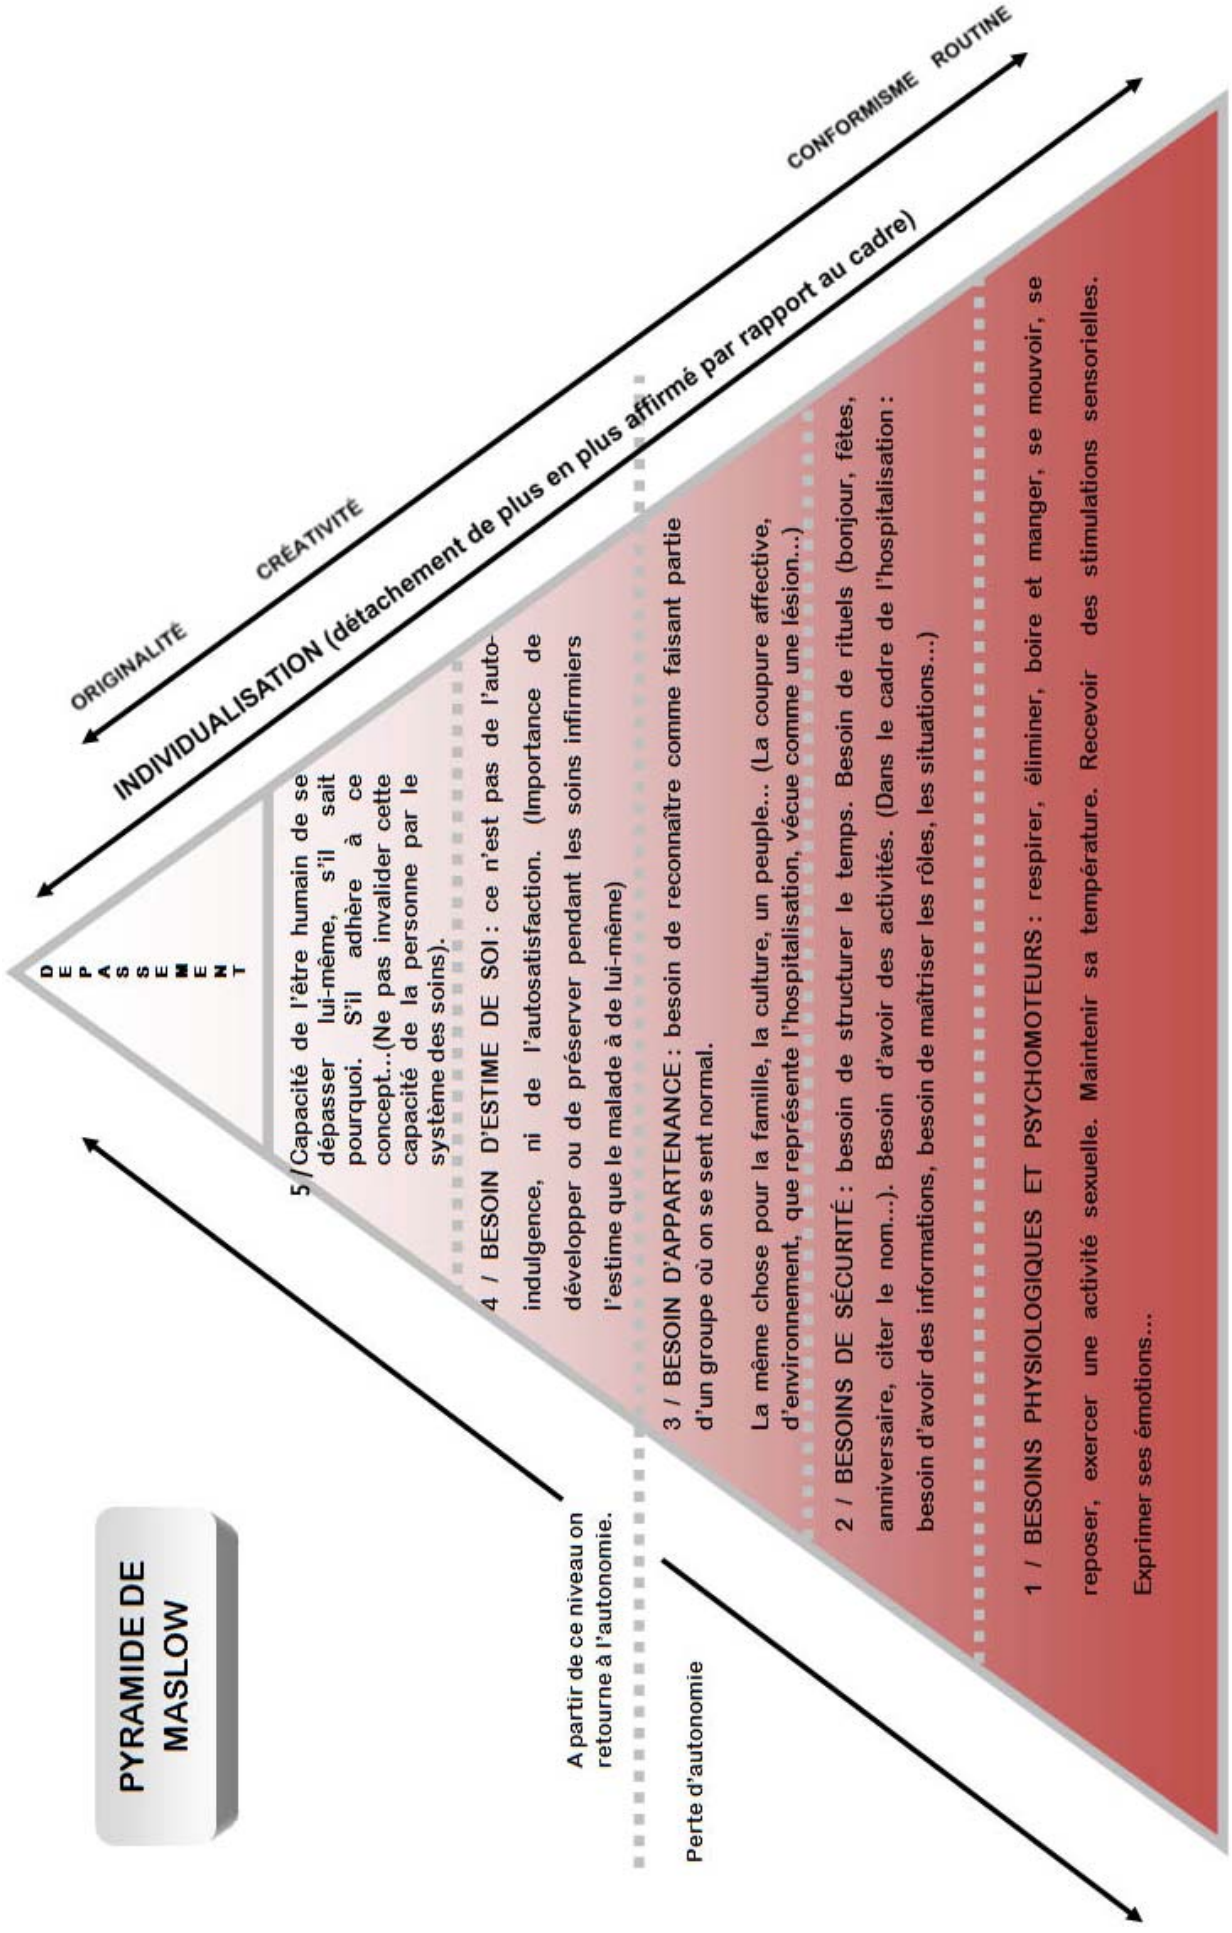 PYRAMIDE DE
MASLOW
ORIGINALITÉ
CRÉATIVITÉ
CONFORMISME
ROUTINE
INDIVIDUALISATION (détachement de plus en plus affirmé par rapport au cadre)
DEPASSEMENT
5 /Capacité de l'être humain de se
dépasser lui-même, s'il sait
pourquoi. S'il adhère à ce
concept...(Ne pas invalider cette
capacité de la personne par le
système des soins).
4 / BESOIN D'ESTIME DE SOI : ce n'est pas de l'auto-
indulgence, ni de l'autosatisfaction. (Importance de
développer ou de préserver pendant les soins infirmiers
l'estime que le malade à de lui-même)
A partir de ce niveau on
retourne à l'autonomie.
Perte d'autonomie
3 / BESOIN D'APPARTENANCE : besoin de reconnaître comme faisant partie
d'un groupe où on se sent normal.
La même chose pour la famille, la culture, un peuple... (La coupure affective,
d'environnement, que représente l'hospitalisation, vécue comme une lésion...)
2 / BESOINS DE SÉCURITÉ : besoin de structurer le temps. Besoin de rituels (bonjour, fêtes,
anniversaire, citer le nom...). Besoin d'avoir des activités. (Dans le cadre de l'hospitalisation :
besoin d'avoir des informations, besoin de maîtriser les rôles, les situations...)
1 / BESOINS PHYSIOLOGIQUES ET PSYCHOMOTEURS : respirer, éliminer, boire et manger, se mouvoir, se
reposer, exercer une activité sexuelle. Maintenir sa température. Recevoir des stimulations sensorielles.
Exprimer ses émotions...